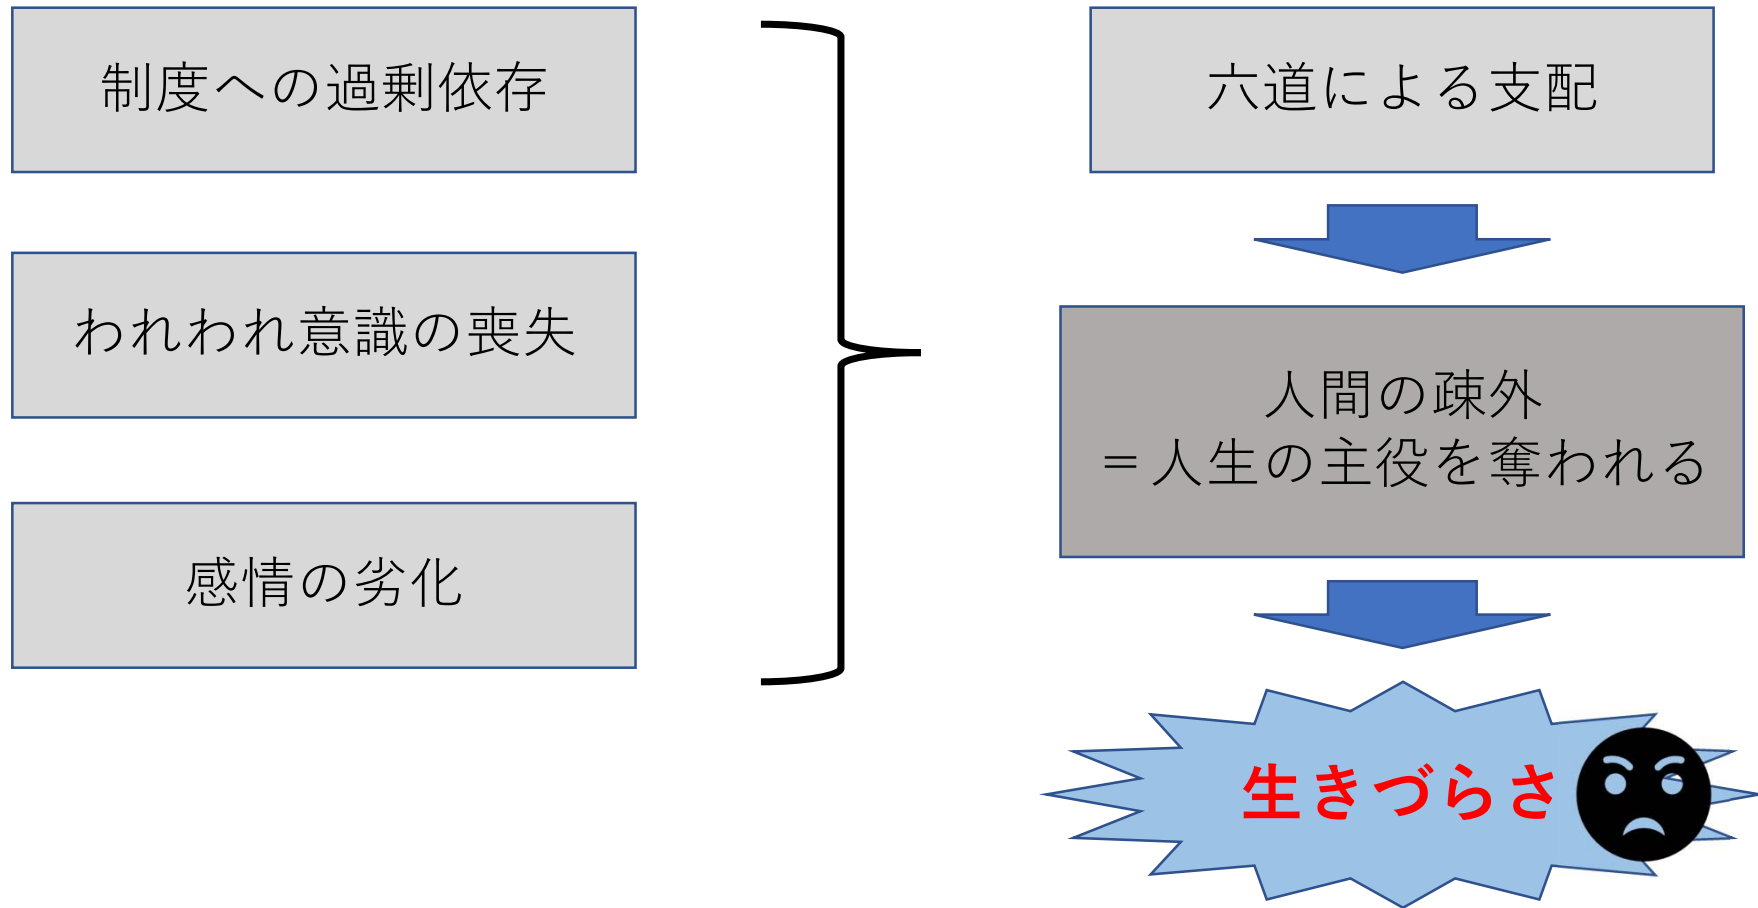 制度への過剰依存
われわれ意識の喪失
感情の劣化
六道による支配
人間の疎外
＝人生の主役を奪われる
生きづらさ